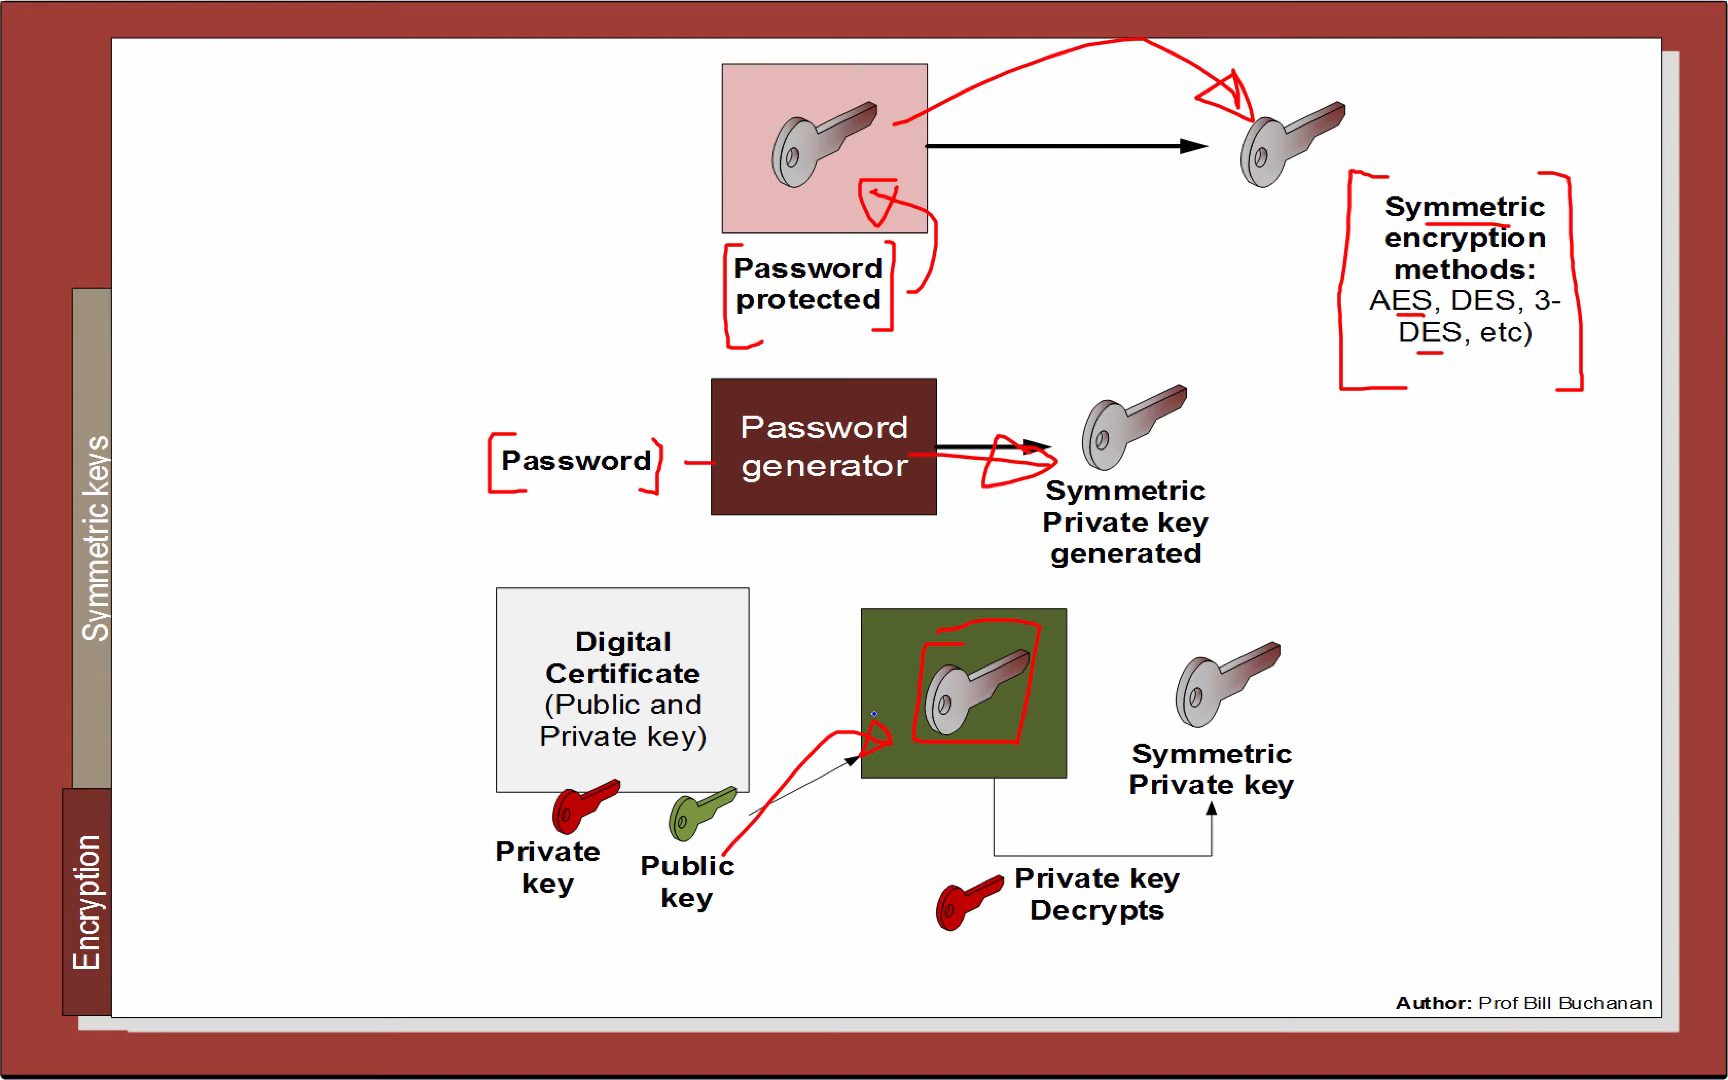 Symmetric
encryption
methods:
AES, DES, 3-
DES, etc)
Password
protected
Password
Password
generator
Symmetric
Private key
generated
Symmetric keys
Digital
Certificate
(Public and
Private key)
Symmetric
Private key
Private
key
Public
key
Private key
Decrypts
Encryption
Author: Prof Bill Buchanan